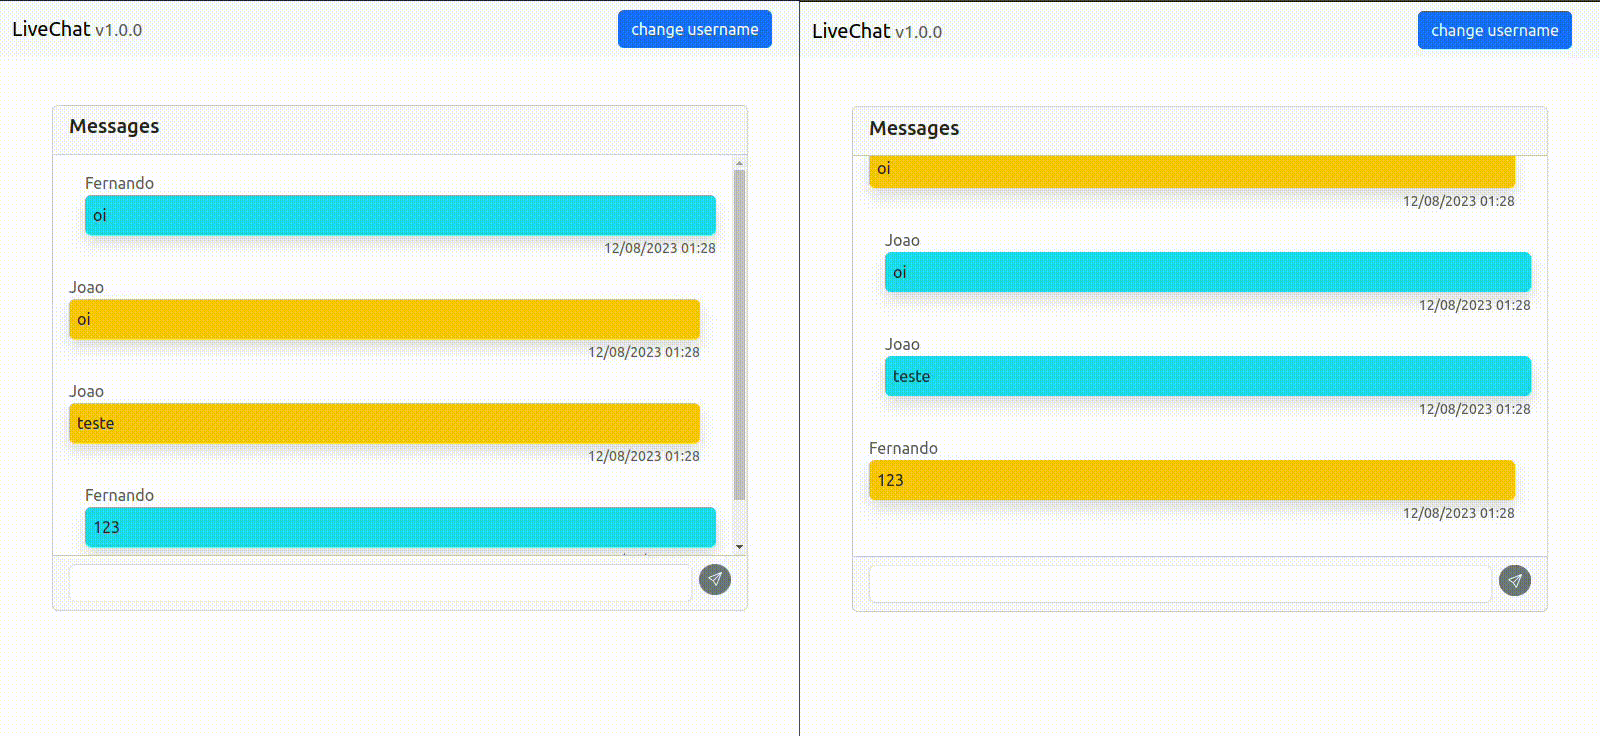 LiveChat v1.0.0
change username
Messages
Fernando
oi
12/08/2023 01:28
Joao
oi
12/08/2023 01:28
Joao
teste
12/08/2023 01:28
Fernando
123
LiveChat v1.0.0
change username
Messages
oi
12/08/2023 01:28
Joao
oi
12/08/2023 01:28
Joao
teste
12/08/2023 01:28
Fernando
123
12/08/2023 01:28